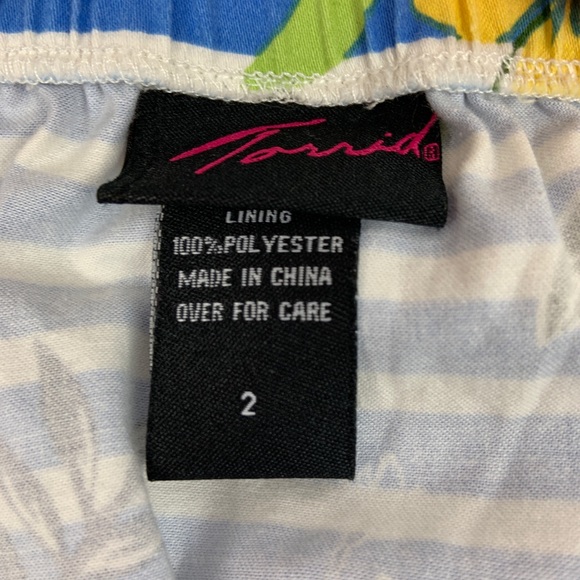 Torrid
LINING
100%POLYESTER
MADE IN CHINA
OVER FOR CARE
2